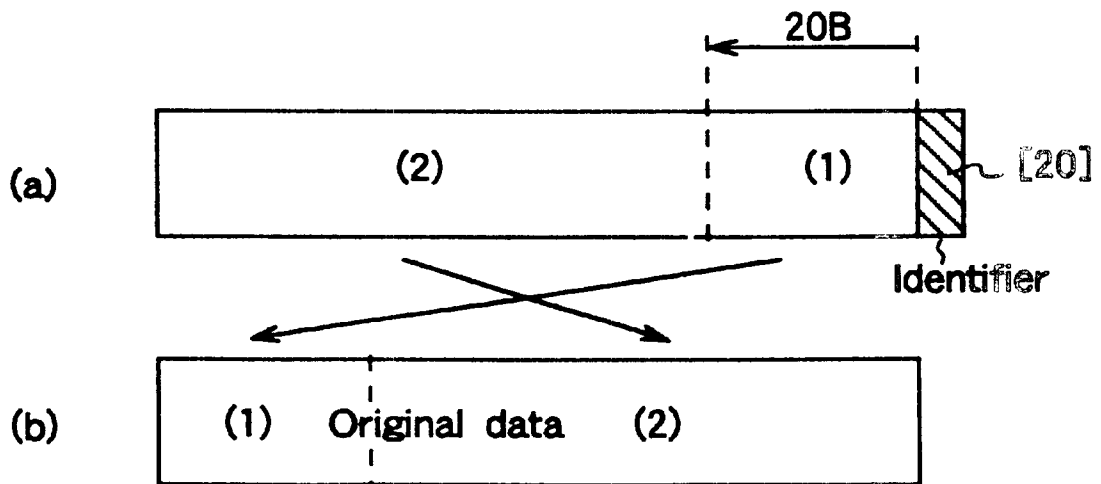 20B
(a) (2) (1) [20]
Identifier
(b) (1) Original data (2)